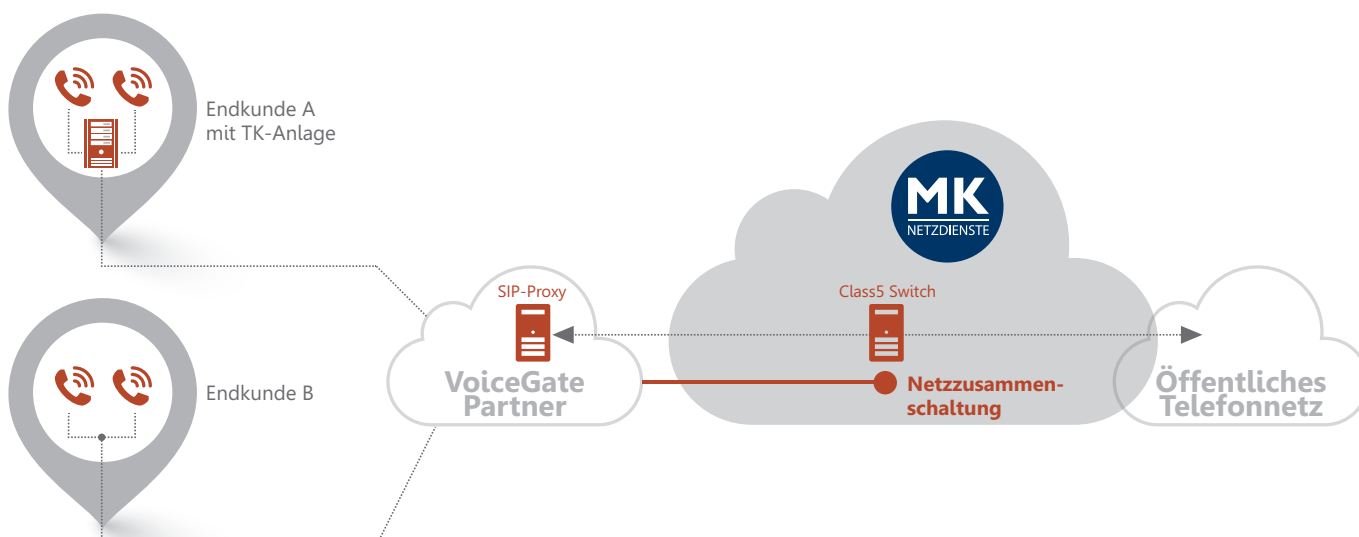 Endkunde A
mit TK-Anlage
MK
NETZDIENSTE
SIP-Proxy
Class5 Switch
VoiceGate
Partner
Netzzusammen-
schaltung
Öffentliches
Telefonnetz
Endkunde B